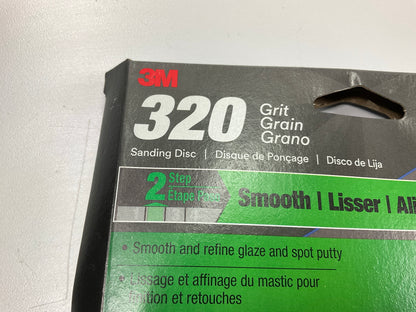 3M
320 Grit
Grain
Grano
Sanding Disc | Disque de Ponçage | Disco de Lija
2 Step
Étape
Smooth | Lisser |
• Smooth and refine glaze and spot putty
• Lissage et affinage du mastic pour
et retouches